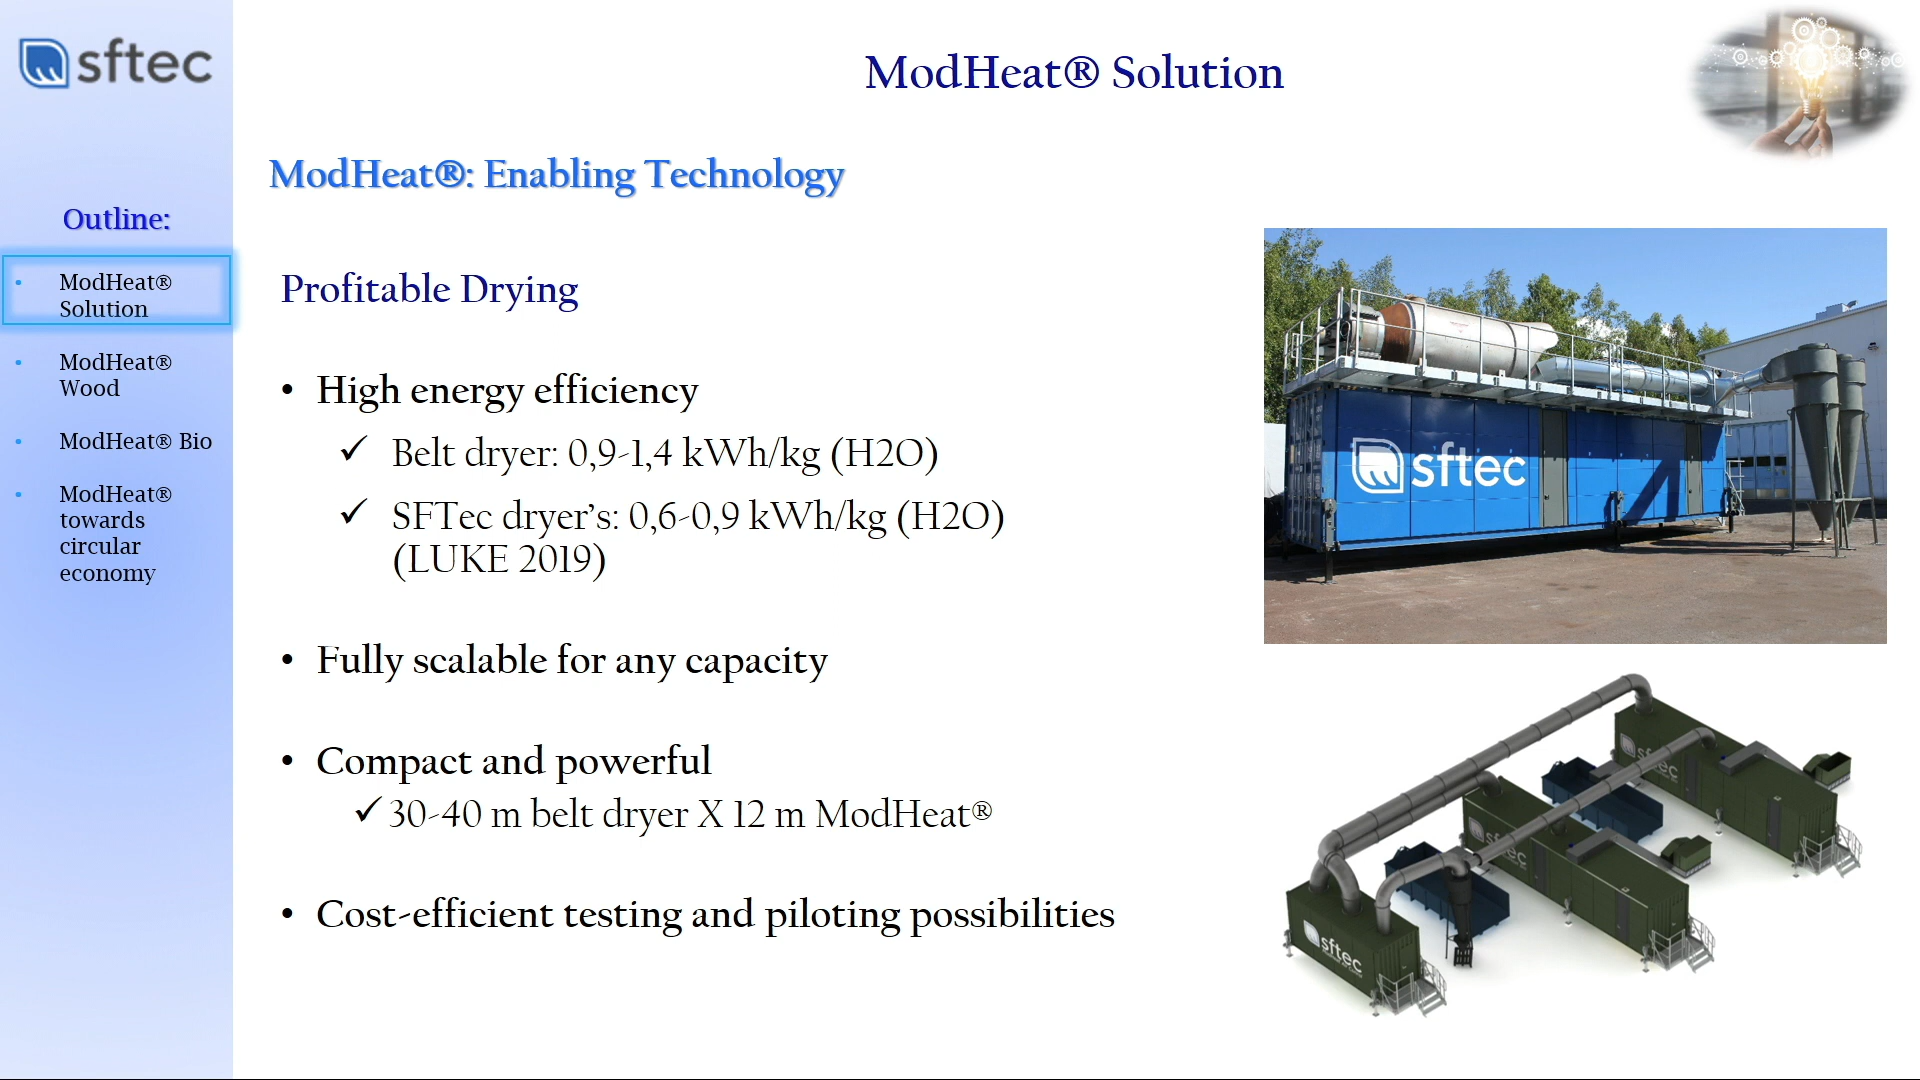 sftec
ModHeat® Solution
ModHeat®: Enabling Technology
Outline:
• ModHeat®
Solution
• ModHeat®
Wood
• ModHeat® Bio
• ModHeat®
towards
circular
economy
Profitable Drying
• High energy efficiency
✓ Belt dryer: 0,9-1,4 kWh/kg (H2O)
✓ SFTec dryer's: 0,6-0,9 kWh/kg (H2O)
(LUKE 2019)
• Fully scalable for any capacity
• Compact and powerful
✓ 30-40 m belt dryer X 12 m ModHeat®
• Cost-efficient testing and piloting possibilities
sftec
sftec
sftec
sftec